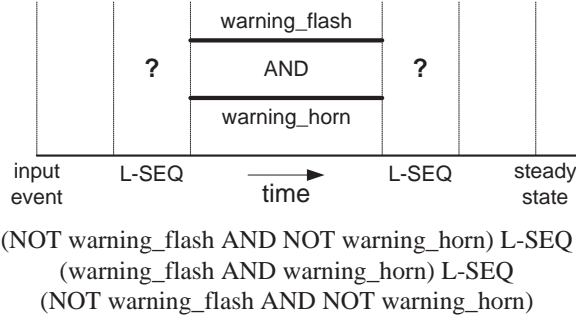 warning_flash
? AND ?
warning_horn
input event L-SEQ time L-SEQ steady state
(NOT warning_flash AND NOT warning_horn) L-SEQ
(warning_flash AND warning_horn) L-SEQ
(NOT warning_flash AND NOT warning_horn)